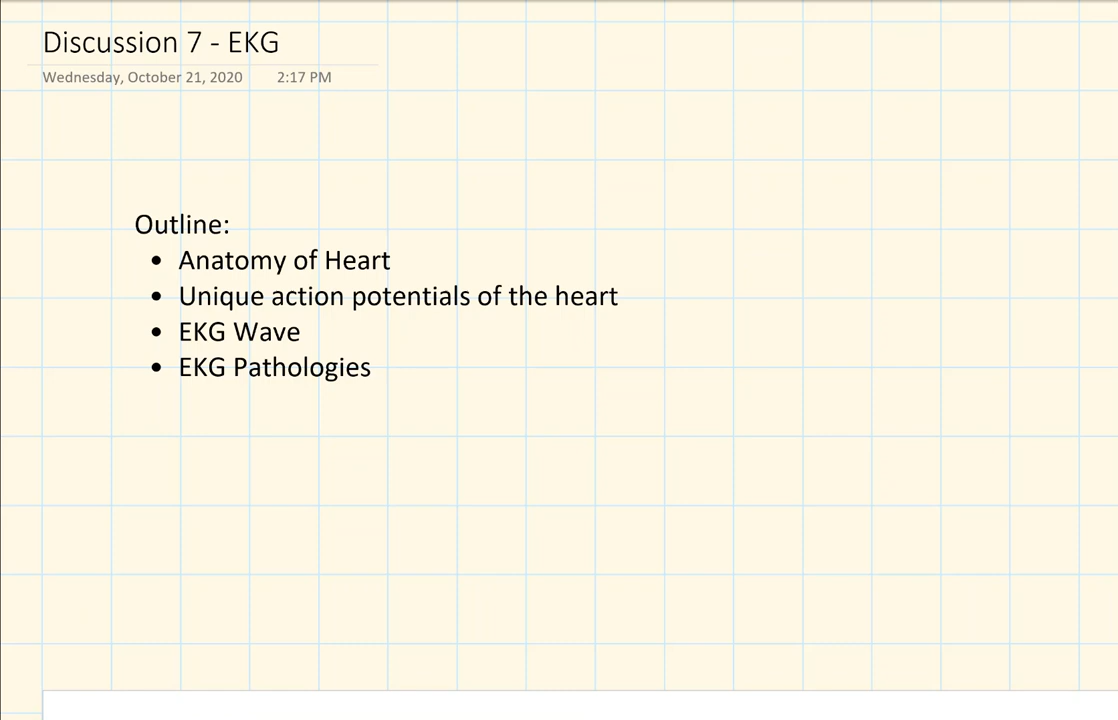 Discussion 7 - EKG
Wednesday, October 21, 2020 2:17 PM
Outline:
• Anatomy of Heart
• Unique action potentials of the heart
• EKG Wave
• EKG Pathologies